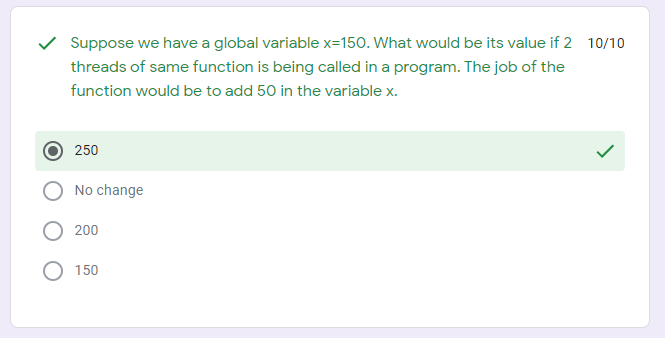 Suppose we have a global variable x=150. What would be its value if 2 10/10
threads of same function is being called in a program. The job of the
function would be to add 50 in the variable x.
250
No change
200
150